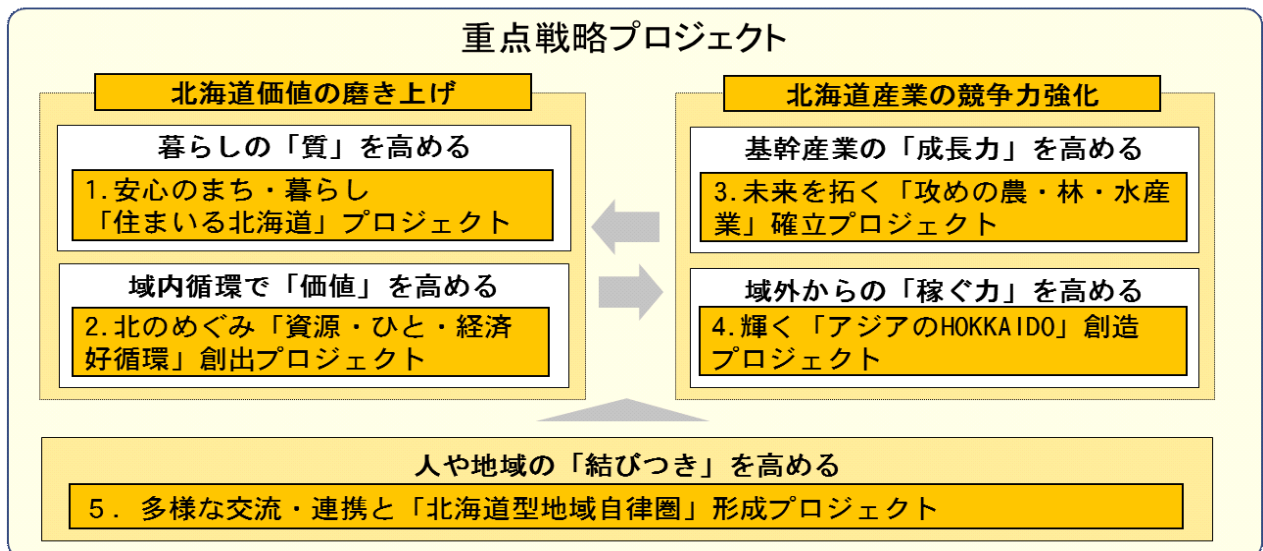 重点戦略プロジェクト
北海道価値の磨き上げ
暮らしの「質」を高める
1.安心のまち・暮らし
「住まいる北海道」プロジェクト
域内循環で「価値」を高める
2.北のめぐみ「資源・ひと・経済
好循環」創出プロジェクト
北海道産業の競争力強化
基幹産業の「成長力」を高める
3.未来を拓く「攻めの農・林・水産
業」確立プロジェクト
域外からの「稼ぐ力」を高める
4.輝く「アジアのHOKKAIDO」創造
プロジェクト
人や地域の「結びつき」を高める
５．多様な交流・連携と「北海道型地域自律圏」形成プロジェクト